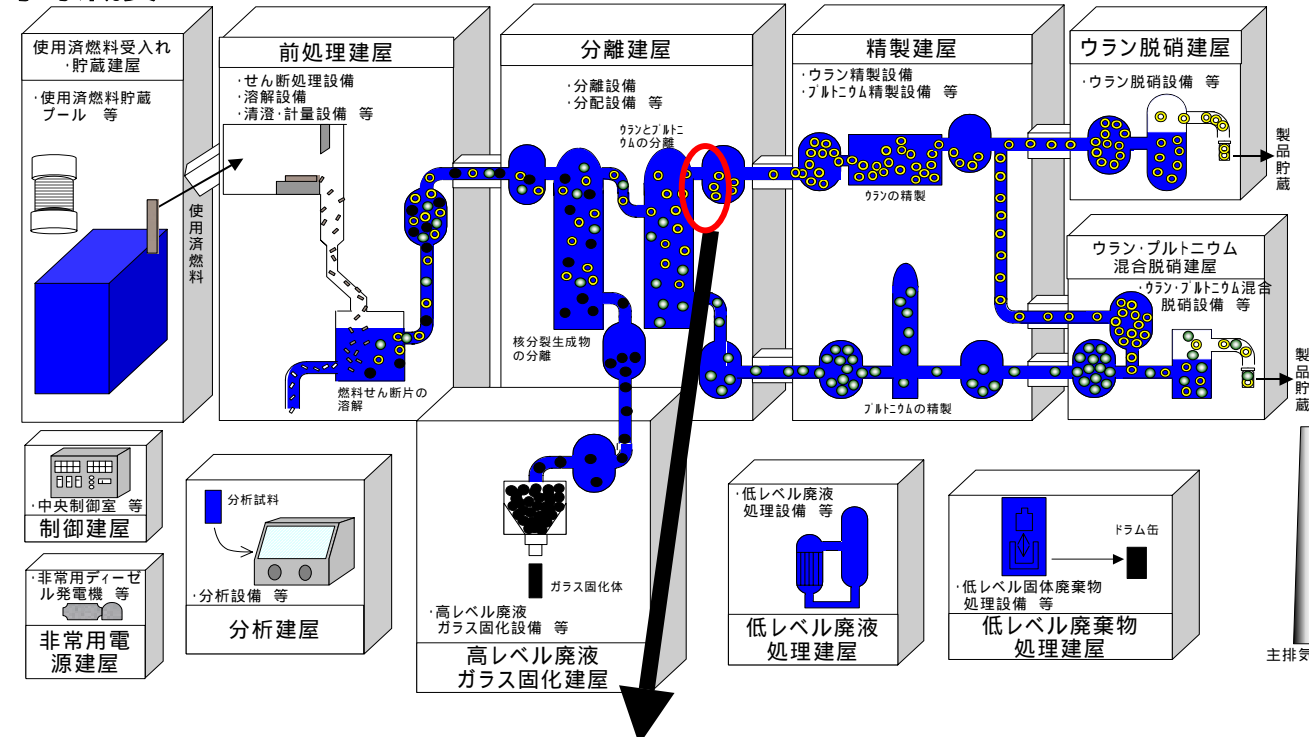 使用済燃料受入れ
・貯蔵建屋
・使用済燃料貯蔵
プール 等
使用済燃料
前処理建屋
・せん断処理設備
・溶解設備
・清澄・計量設備 等
燃料せん断片の
溶解
分離建屋
・分離設備
・分配設備 等
ウランとプルトニ
ウムの分離
核分裂生成物
の分離
精製建屋
・ウラン精製設備
・プルトニウム精製設備 等
ウランの精製
プルトニウムの精製
ウラン脱硝建屋
・ウラン脱硝設備 等
製品貯蔵
ウラン・プルトニウム
混合脱硝建屋
・ウラン・プルトニウム混合
脱硝設備 等
製品貯蔵
・中央制御室 等
制御建屋
・非常用ディーゼ
ル発電機 等
非常用電
源建屋
分析試料
・分析設備 等
分析建屋
ガラス固化体
・高レベル廃液
ガラス固化設備 等
高レベル廃液
ガラス固化建屋
・低レベル廃液
処理設備 等
低レベル廃液
処理建屋
ドラム缶
・低レベル固体廃棄物
処理設備 等
低レベル廃棄物
処理建屋
主排気